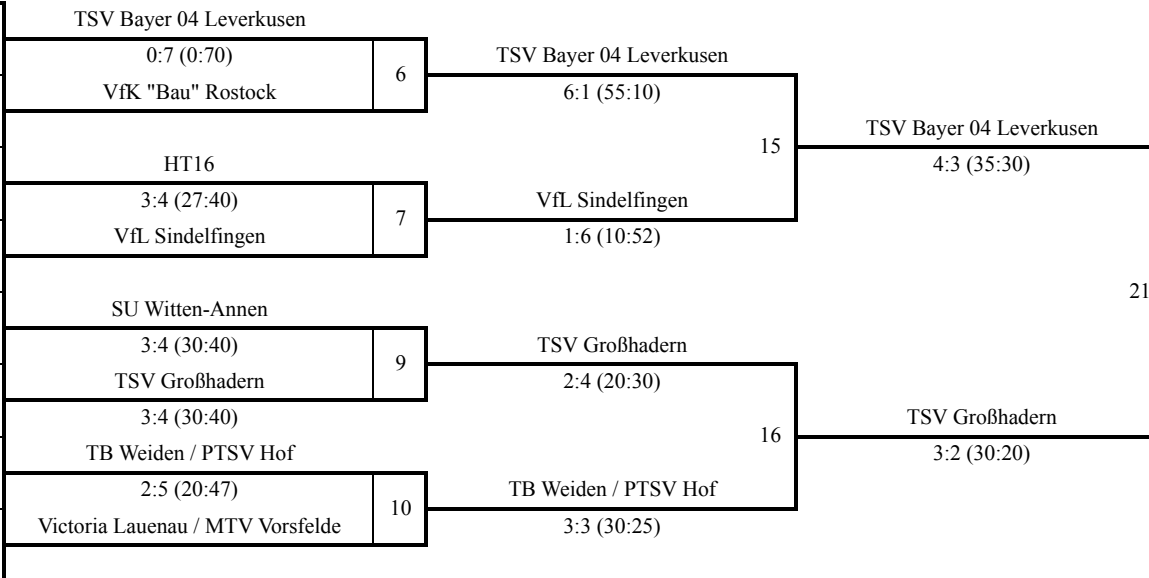 TSV Bayer 04 Leverkusen
0:7 (0:70)
VfK "Bau" Rostock
6
HT16
3:4 (27:40)
VfL Sindelfingen
7
SU Witten-Annen
3:4 (30:40)
TSV Großhadern
9
3:4 (30:40)
TB Weiden / PTSV Hof
2:5 (20:47)
Victoria Lauenau / MTV Vorsfelde
10
TSV Bayer 04 Leverkusen
6:1 (55:10)
15
VfL Sindelfingen
1:6 (10:52)
TSV Großhadern
2:4 (20:30)
16
TB Weiden / PTSV Hof
3:3 (30:25)
TSV Bayer 04 Leverkusen
4:3 (35:30)
21
TSV Großhadern
3:2 (30:20)